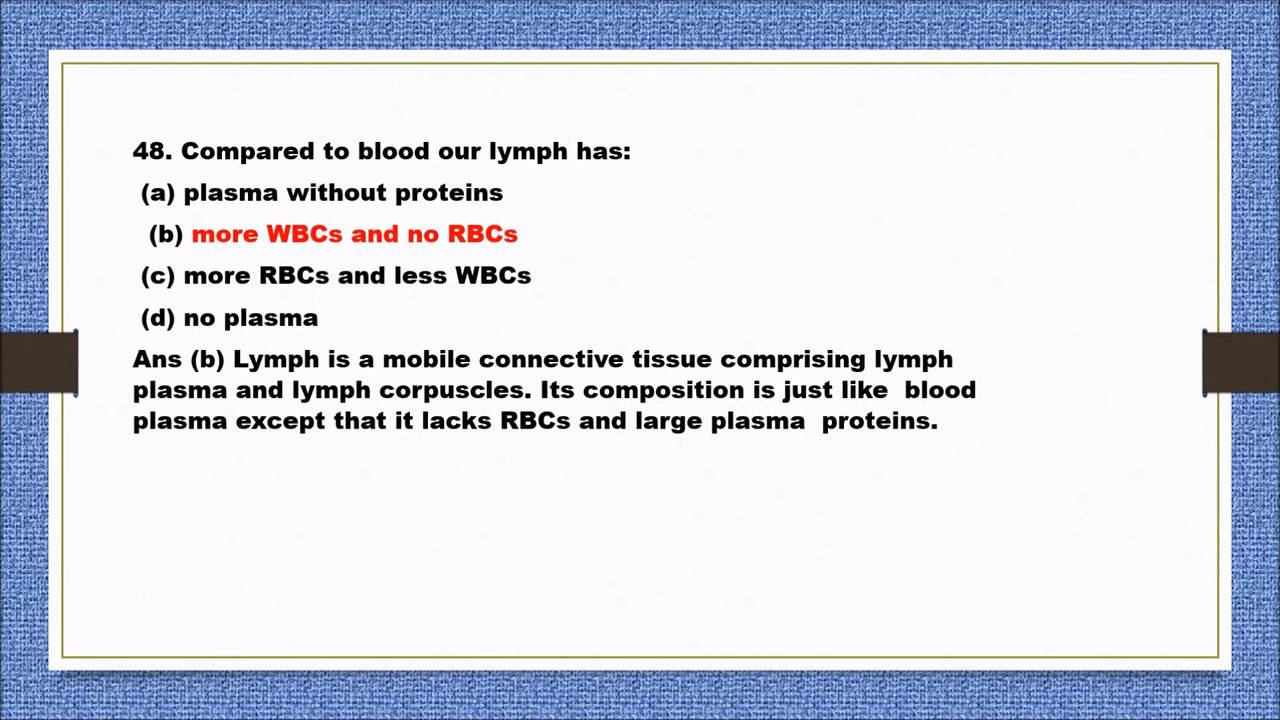 48. Compared to blood our lymph has:
(a) plasma without proteins
(b) more WBCs and no RBCs
(c) more RBCs and less WBCs
(d) no plasma
Ans (b) Lymph is a mobile connective tissue comprising lymph
plasma and lymph corpuscles. Its composition is just like blood
plasma except that it lacks RBCs and large plasma proteins.